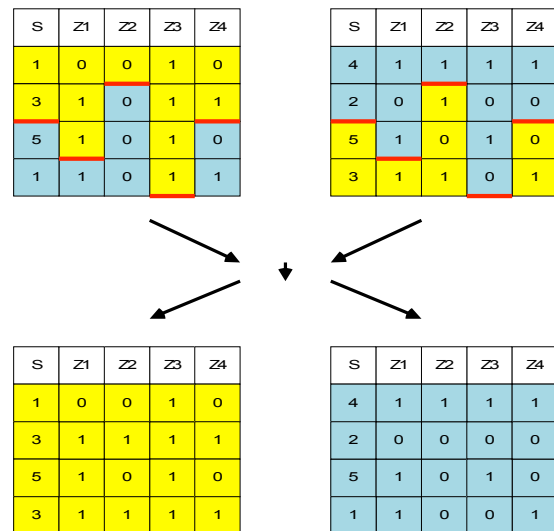 S Z1 Z2 Z3 Z4
1 0 0 1 0
3 1 0 1 1
5 1 0 1 0
1 1 0 1 1
S Z1 Z2 Z3 Z4
4 1 1 1 1
2 0 1 0 0
5 1 0 1 0
3 1 1 0 1
S Z1 Z2 Z3 Z4
1 0 0 1 0
3 1 1 1 1
5 1 0 1 0
3 1 1 1 1
S Z1 Z2 Z3 Z4
4 1 1 1 1
2 0 0 0 0
5 1 0 1 0
1 1 0 0 1